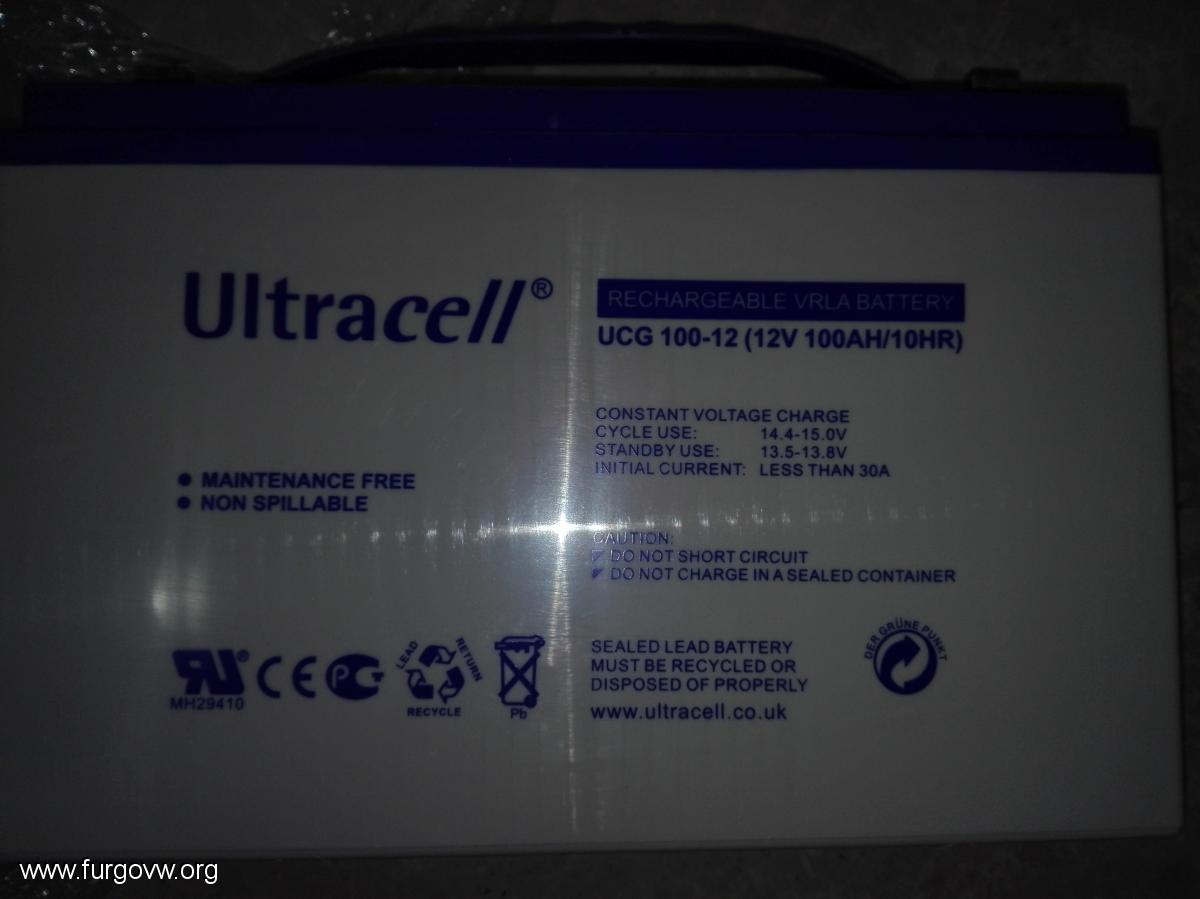 Ultracell®
RECHARGEABLE VRLA BATTERY
UCG 100-12 (12V 100AH/10HR)
CONSTANT VOLTAGE CHARGE
CYCLE USE: 14.4-15.0V
STANDBY USE: 13.5-13.8V
INITIAL CURRENT: LESS THAN 30A
● MAINTENANCE FREE
● NON SPILLABLE
CAUTION:
DO NOT SHORT CIRCUIT
DO NOT CHARGE IN A SEALED CONTAINER
MH29410
CE
LEAD
RETURN
RECYCLE
Pb
SEALED LEAD BATTERY
MUST BE RECYCLED OR
DISPOSED OF PROPERLY
www.ultracell.co.uk
DER GRÜNE PUNKT
www.furgovw.org